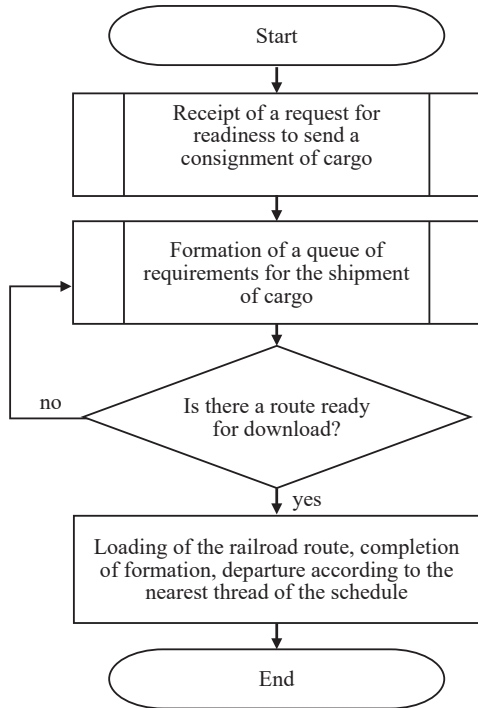 Start
Receipt of a request for
readiness to send a
consignment of cargo
Formation of a queue of
requirements for the shipment
of cargo
no
Is there a route ready
for download?
yes
Loading of the railroad route, completion
of formation, departure according to the
nearest thread of the schedule
End